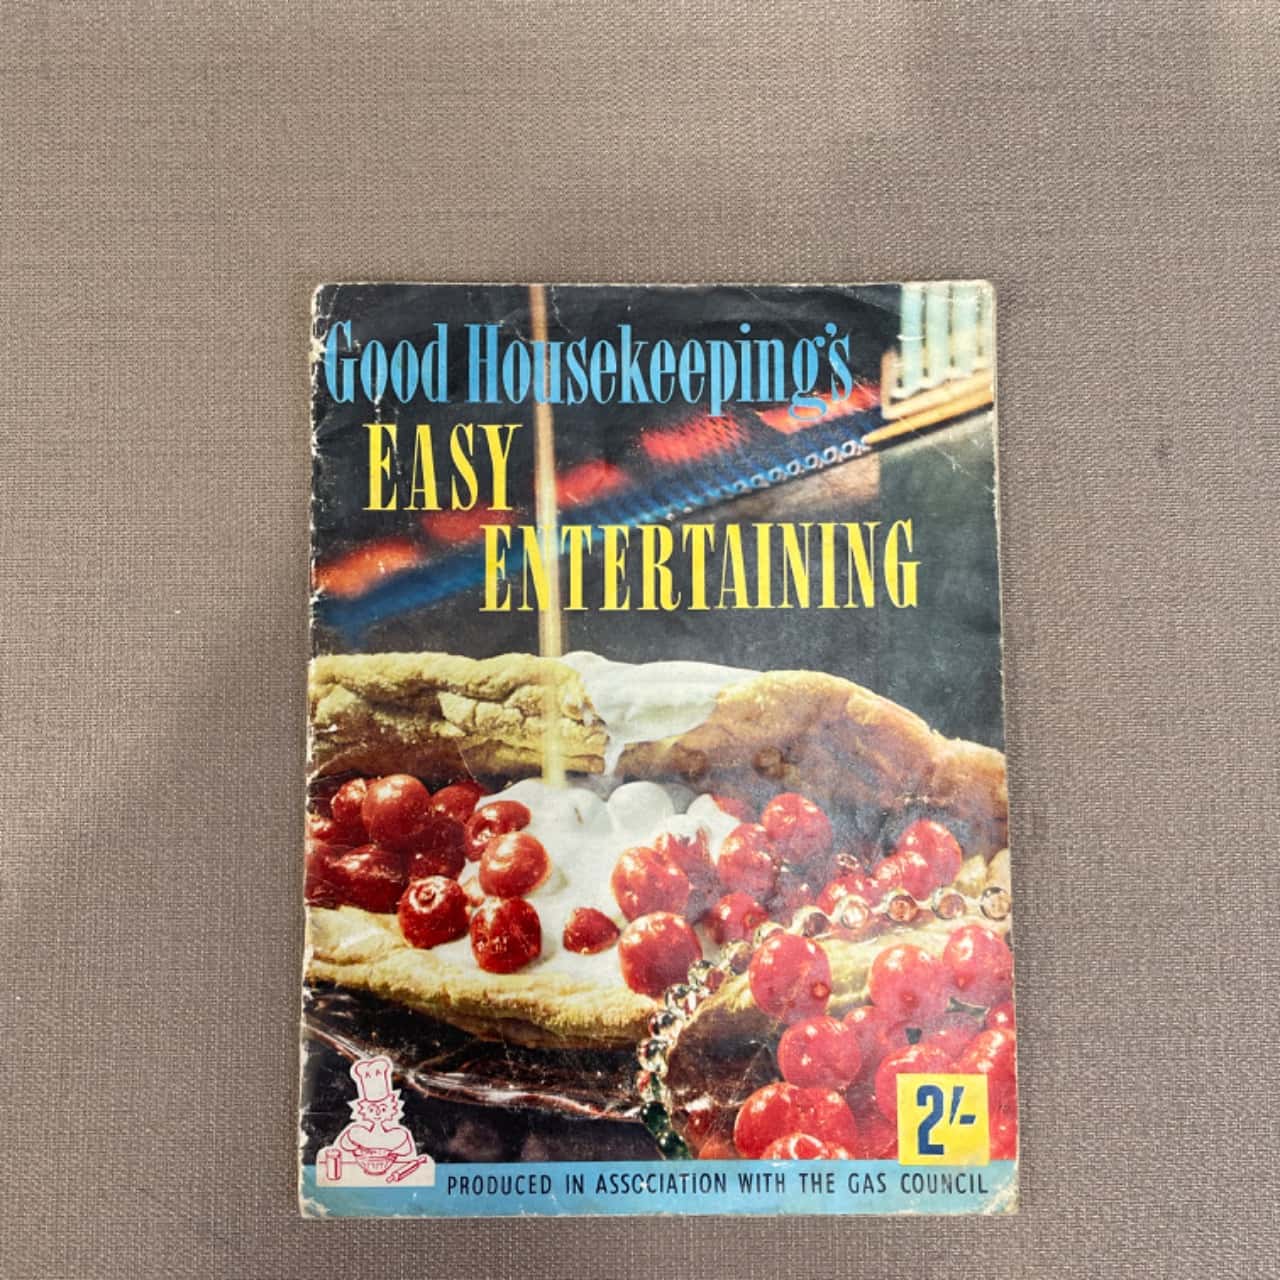 Good Housekeeping's
EASY
ENTERTAINING
2/-
PRODUCED IN ASSOCIATION WITH THE GAS COUNCIL